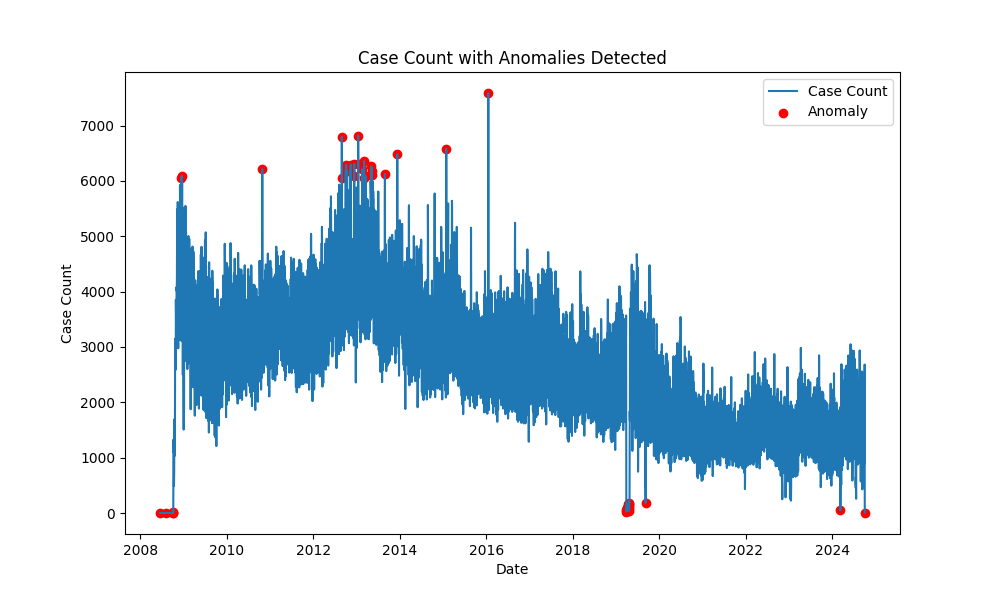 Case Count with Anomalies Detected
Case Count
Anomaly
7000
6000
5000
4000
3000
2000
1000
0
Case Count
2008 2010 2012 2014 2016 2018 2020 2022 2024
Date